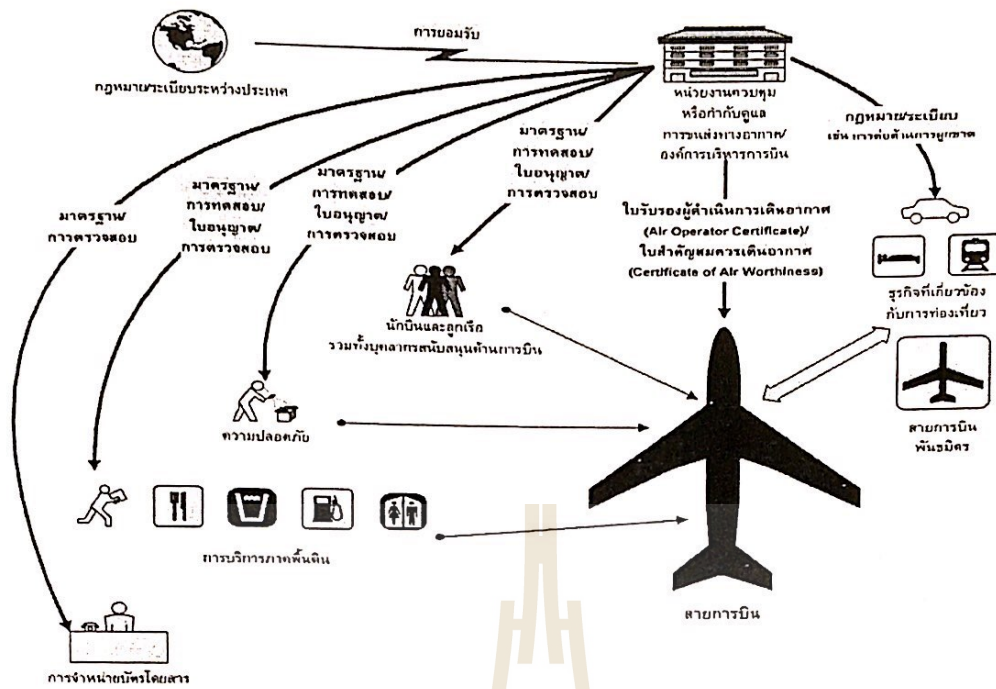 การยอมรับ
กฎหมาย/ระเบียบระหว่างประเทศ
หน่วยงานควบคุม
หรือกำกับดูแล
การขนส่งทางอากาศ/
องค์การบริหารการบิน
กฎหมาย/ระเบียบ
เช่น การต่อต้านการผูกขาด
มาตรฐาน/
การตรวจสอบ
มาตรฐาน/
การทดสอบ/
ใบอนุญาต/
การตรวจสอบ
มาตรฐาน/
การทดสอบ/
ใบอนุญาต/
การตรวจสอบ
มาตรฐาน/
การทดสอบ/
ใบอนุญาต/
การตรวจสอบ
ใบรับรองผู้ดำเนินการเดินอากาศ
(Air Operator Certificate)/
ใบสำคัญสมควรเดินอากาศ
(Certificate of Air Worthiness)
ธุรกิจที่เกี่ยวข้อง
กับการท่องเที่ยว
นักบินและลูกเรือ
รวมทั้งบุคลากรสนับสนุนด้านการบิน
สายการบิน
พันธมิตร
ความปลอดภัย
การบริการภาคพื้นดิน
สายการบิน
การจำหน่ายบัตรโดยสาร